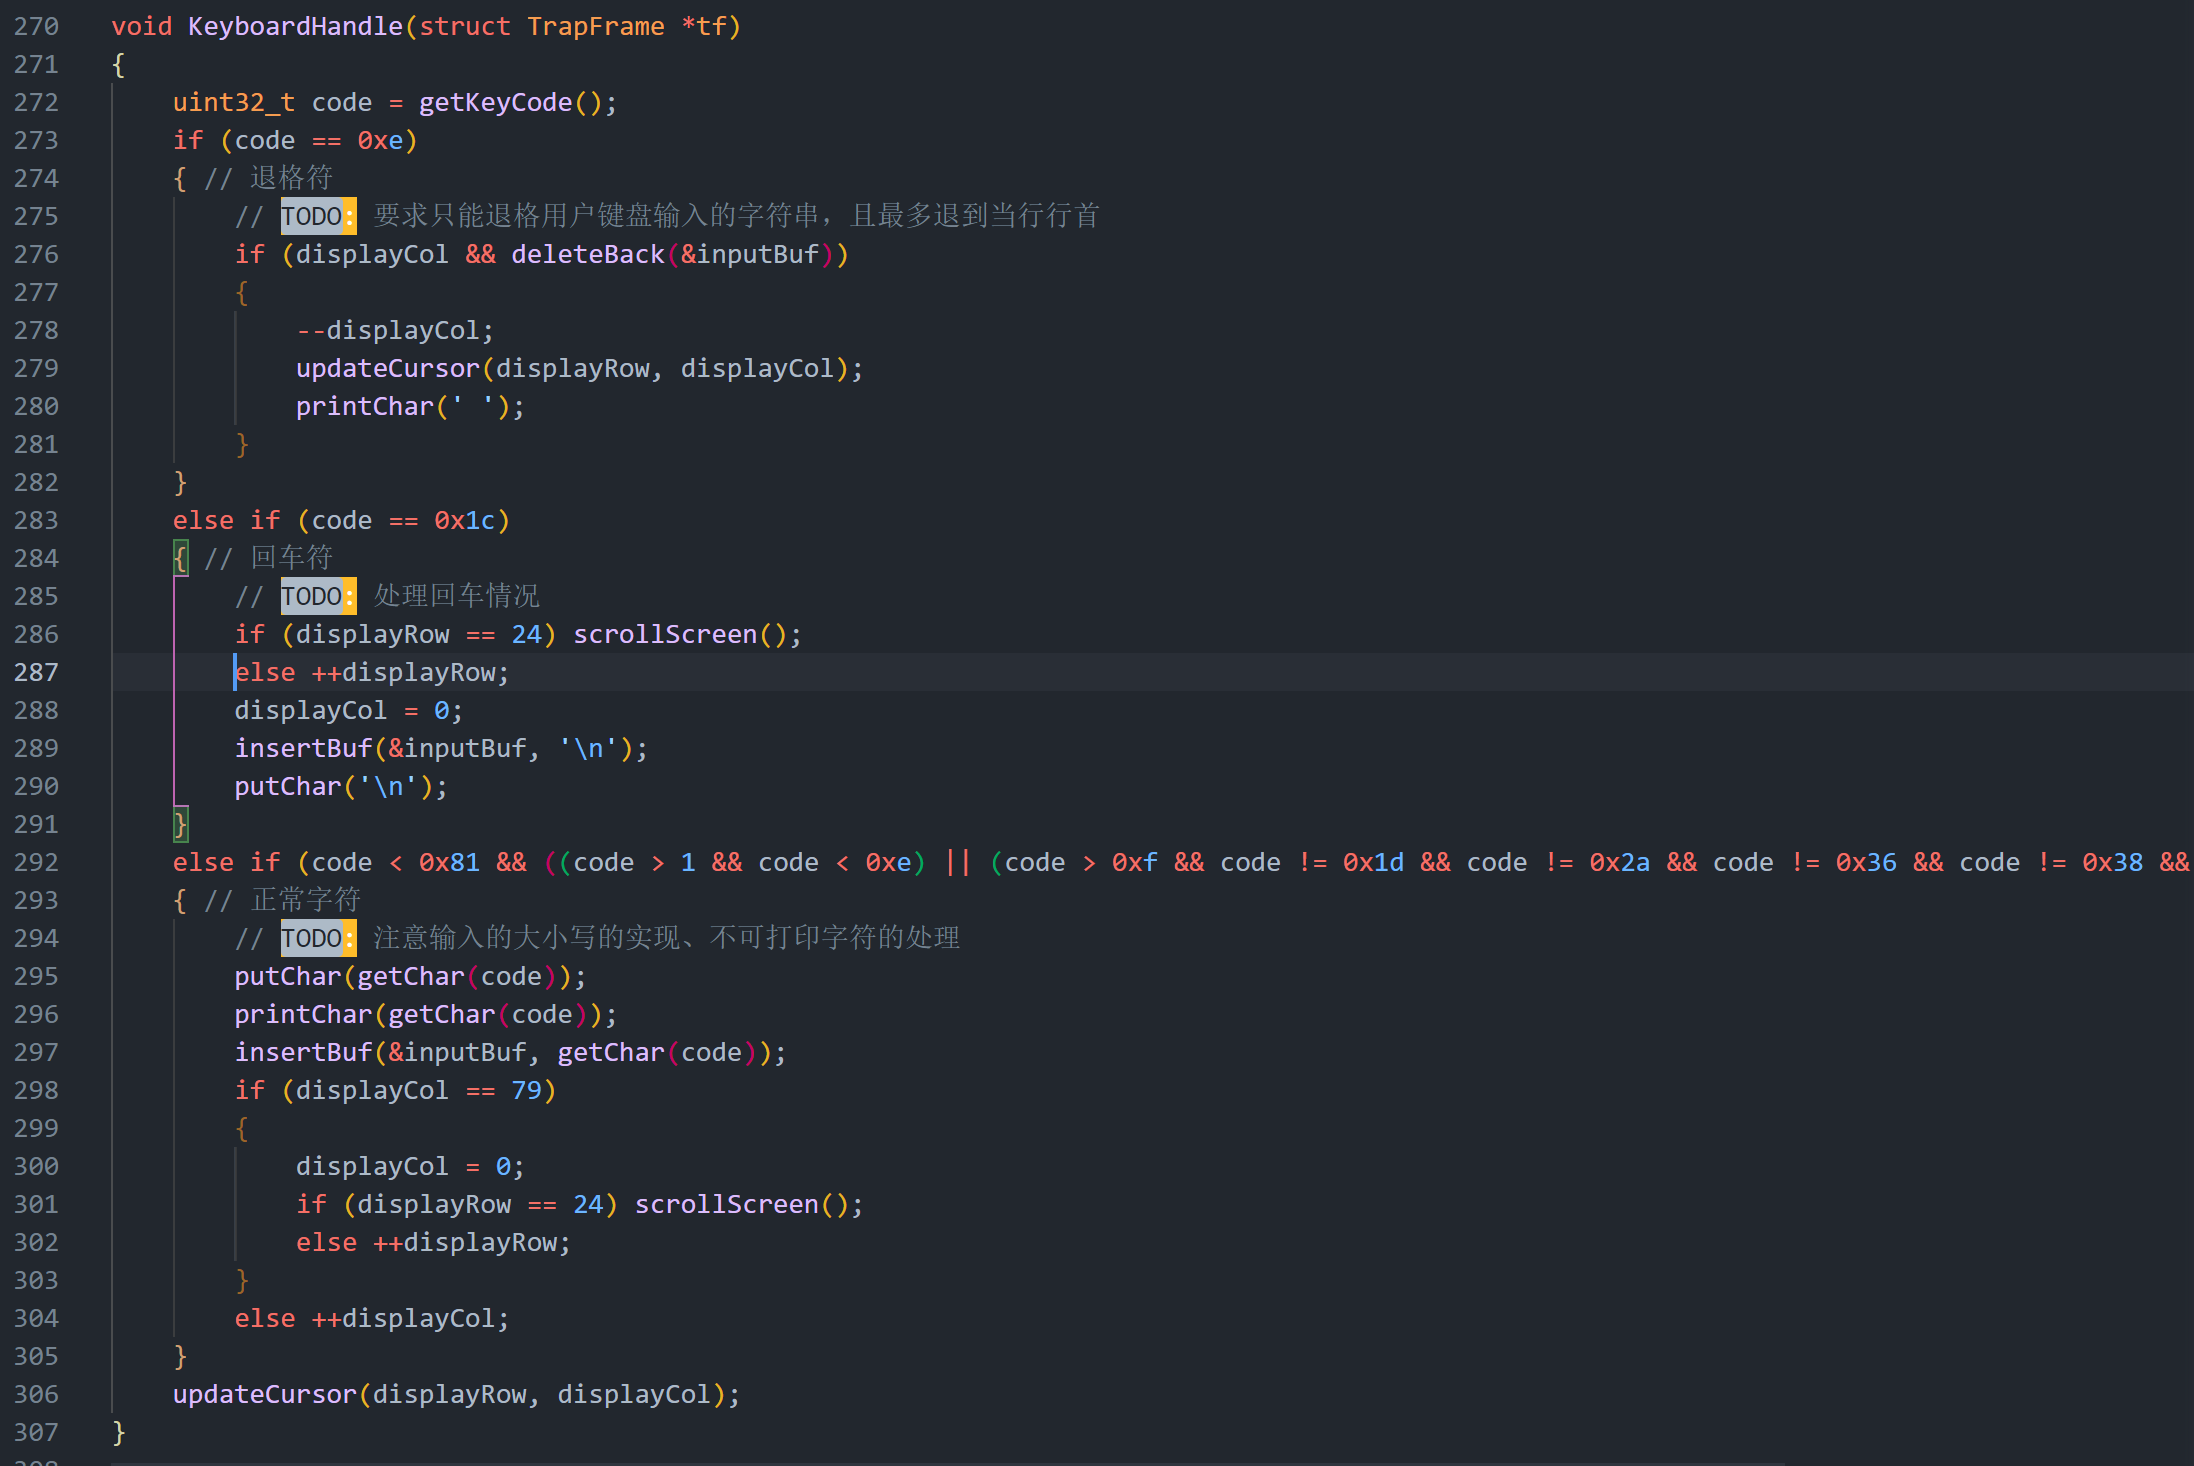 270 void KeyboardHandle(struct TrapFrame *tf)
271 {
272     uint32_t code = getKeyCode();
273     if (code == 0xe)
274     { // 退格符
275         // TODO: 要求只能退格用户键盘输入的字符串，且最多退到当行行首
276         if (displayCol && deleteBack(&inputBuf))
277         {
278             --displayCol;
279             updateCursor(displayRow, displayCol);
280             printChar(' ');
281         }
282     }
283     else if (code == 0x1c)
284     { // 回车符
285         // TODO: 处理回车情况
286         if (displayRow == 24) scrollScreen();
287         else ++displayRow;
288         displayCol = 0;
289         insertBuf(&inputBuf, '\n');
290         putChar('\n');
291     }
292     else if (code < 0x81 && ((code > 1 && code < 0xe) || (code > 0xf && code != 0x1d && code != 0x2a && code != 0x36 && code != 0x38 &&
293     { // 正常字符
294         // TODO: 注意输入的大小写的实现、不可打印字符的处理
295         putChar(getChar(code));
296         printChar(getChar(code));
297         insertBuf(&inputBuf, getChar(code));
298         if (displayCol == 79)
299         {
300             displayCol = 0;
301             if (displayRow == 24) scrollScreen();
302             else ++displayRow;
303         }
304         else ++displayCol;
305     }
306     updateCursor(displayRow, displayCol);
307 }